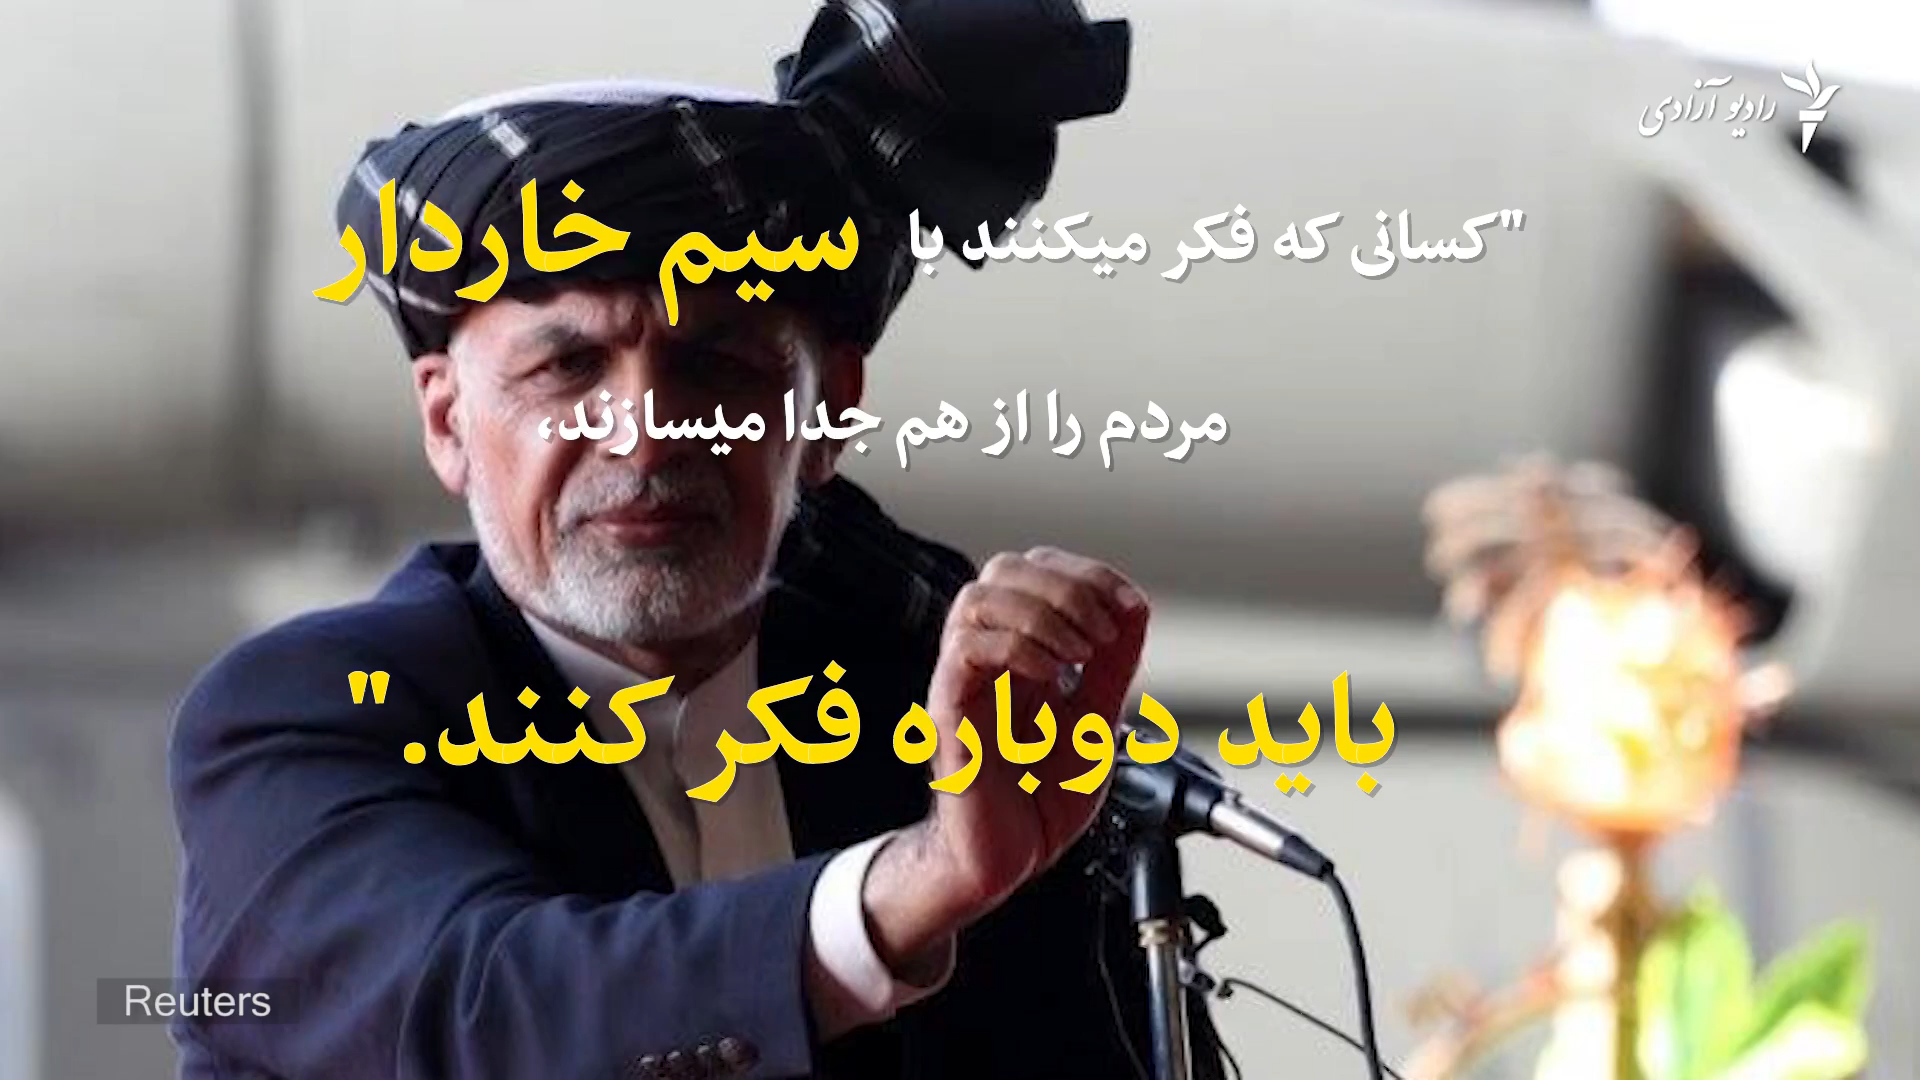 رادیو آزادی
"کسانی که فکر میکنند با سیم خاردار
مردم را از هم جدا میسازند،
باید دوباره فکر کنند."
Reuters